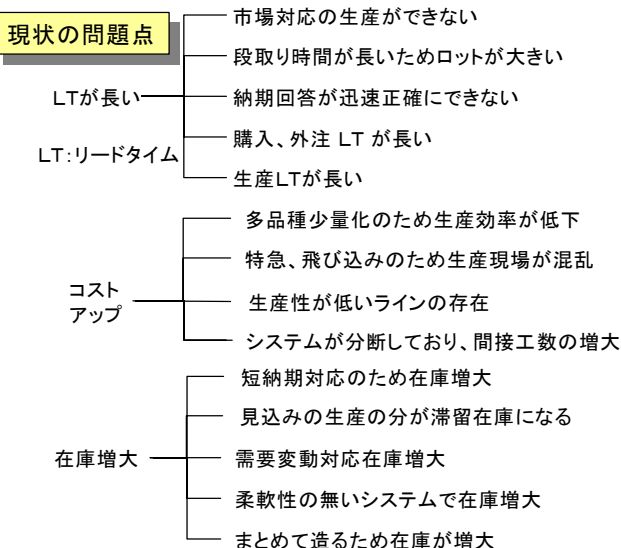 現状の問題点
LTが長い
LT:リードタイム
市場対応の生産ができない
段取り時間が長いためロットが大きい
納期回答が迅速正確にできない
購入、外注 LT が長い
生産LTが長い
コスト
アップ
多品種少量化のため生産効率が低下
特急、飛び込みのため生産現場が混乱
生産性が低いラインの存在
システムが分断しており、間接工数の増大
在庫増大
短納期対応のため在庫増大
見込みの生産の分が滞留在庫になる
需要変動対応在庫増大
柔軟性の無いシステムで在庫増大
まとめて造るため在庫が増大